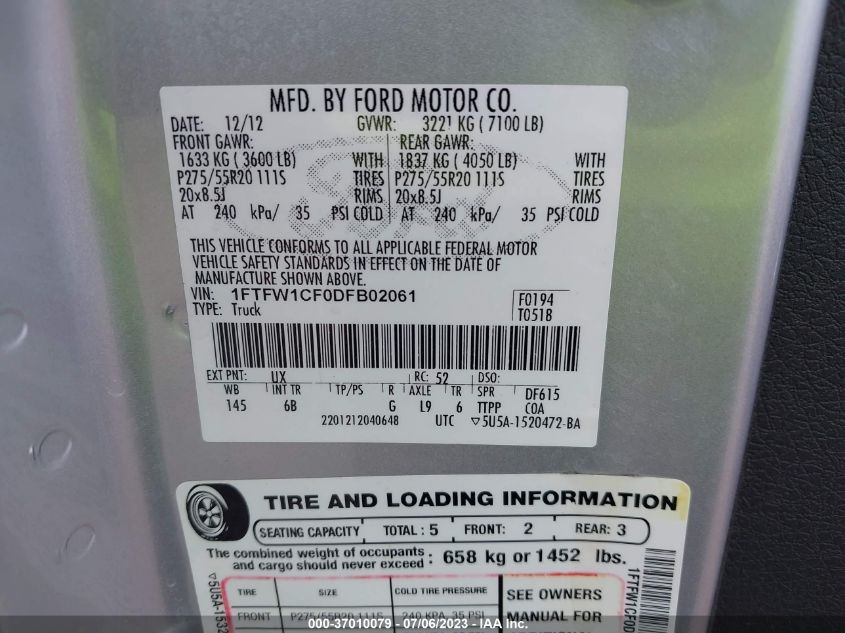 MFD. BY FORD MOTOR CO.
DATE: 12/12 GVWR: 3221 KG ( 7100 LB)
FRONT GAWR: REAR GAWR:
1633 KG ( 3600 LB) WITH 1837 KG ( 4050 LB) WITH
P275/55R20 111S TIRES P275/55R20 111S TIRES
20x8.5J RIMS 20x8.5J RIMS
AT 240 kPa/ 35 PSI COLD AT 240 kPa/ 35 PSI COLD
THIS VEHICLE CONFORMS TO ALL APPLICABLE FEDERAL MOTOR
VEHICLE SAFETY STANDARDS IN EFFECT ON THE DATE OF
MANUFACTURE SHOWN ABOVE.
VIN: 1FTFW1CF0DFB02061 F0194
TYPE: Truck T0518
EXT PNT: UX RC: 52 DSO:
WB INT TR TP/PS R AXLE TR SPR DF615
145 6B G L9 6 TTPP COA
2201212040648 UTC ▽5U5A-1520472-BA
TIRE AND LOADING INFORMATION
SEATING CAPACITY TOTAL : 5 FRONT: 2 REAR: 3
The combined weight of occupants and cargo should never exceed : 658 kg or 1452 lbs.
TIRE SIZE COLD TIRE PRESSURE SEE OWNERS
FRONT P275/55R20 111S 240 KPA, 35 PSI MANUAL FOR
▽5U5A-1532
1FTFW1CF0D
000-37010079 - 07/06/2023 - IAA Inc.